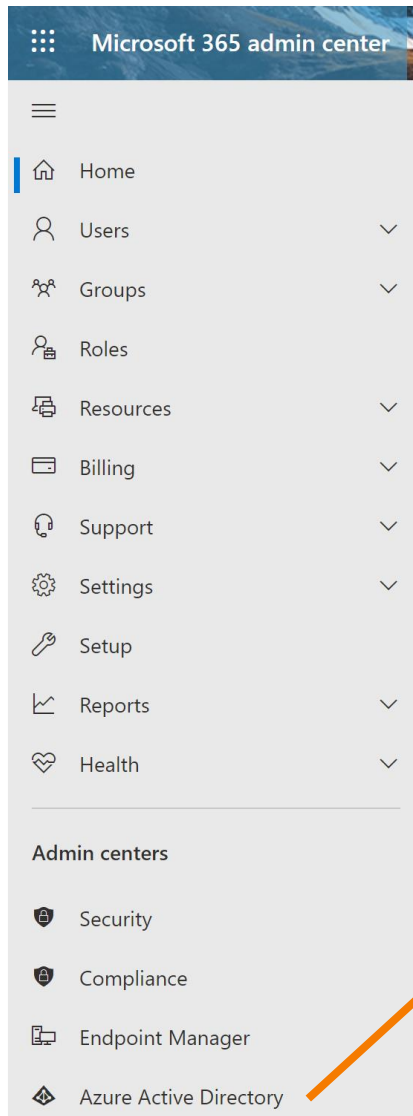 Microsoft 365 admin center
Home
Users
Groups
Roles
Resources
Billing
Support
Settings
Setup
Reports
Health
Admin centers
Security
Compliance
Endpoint Manager
Azure Active Directory